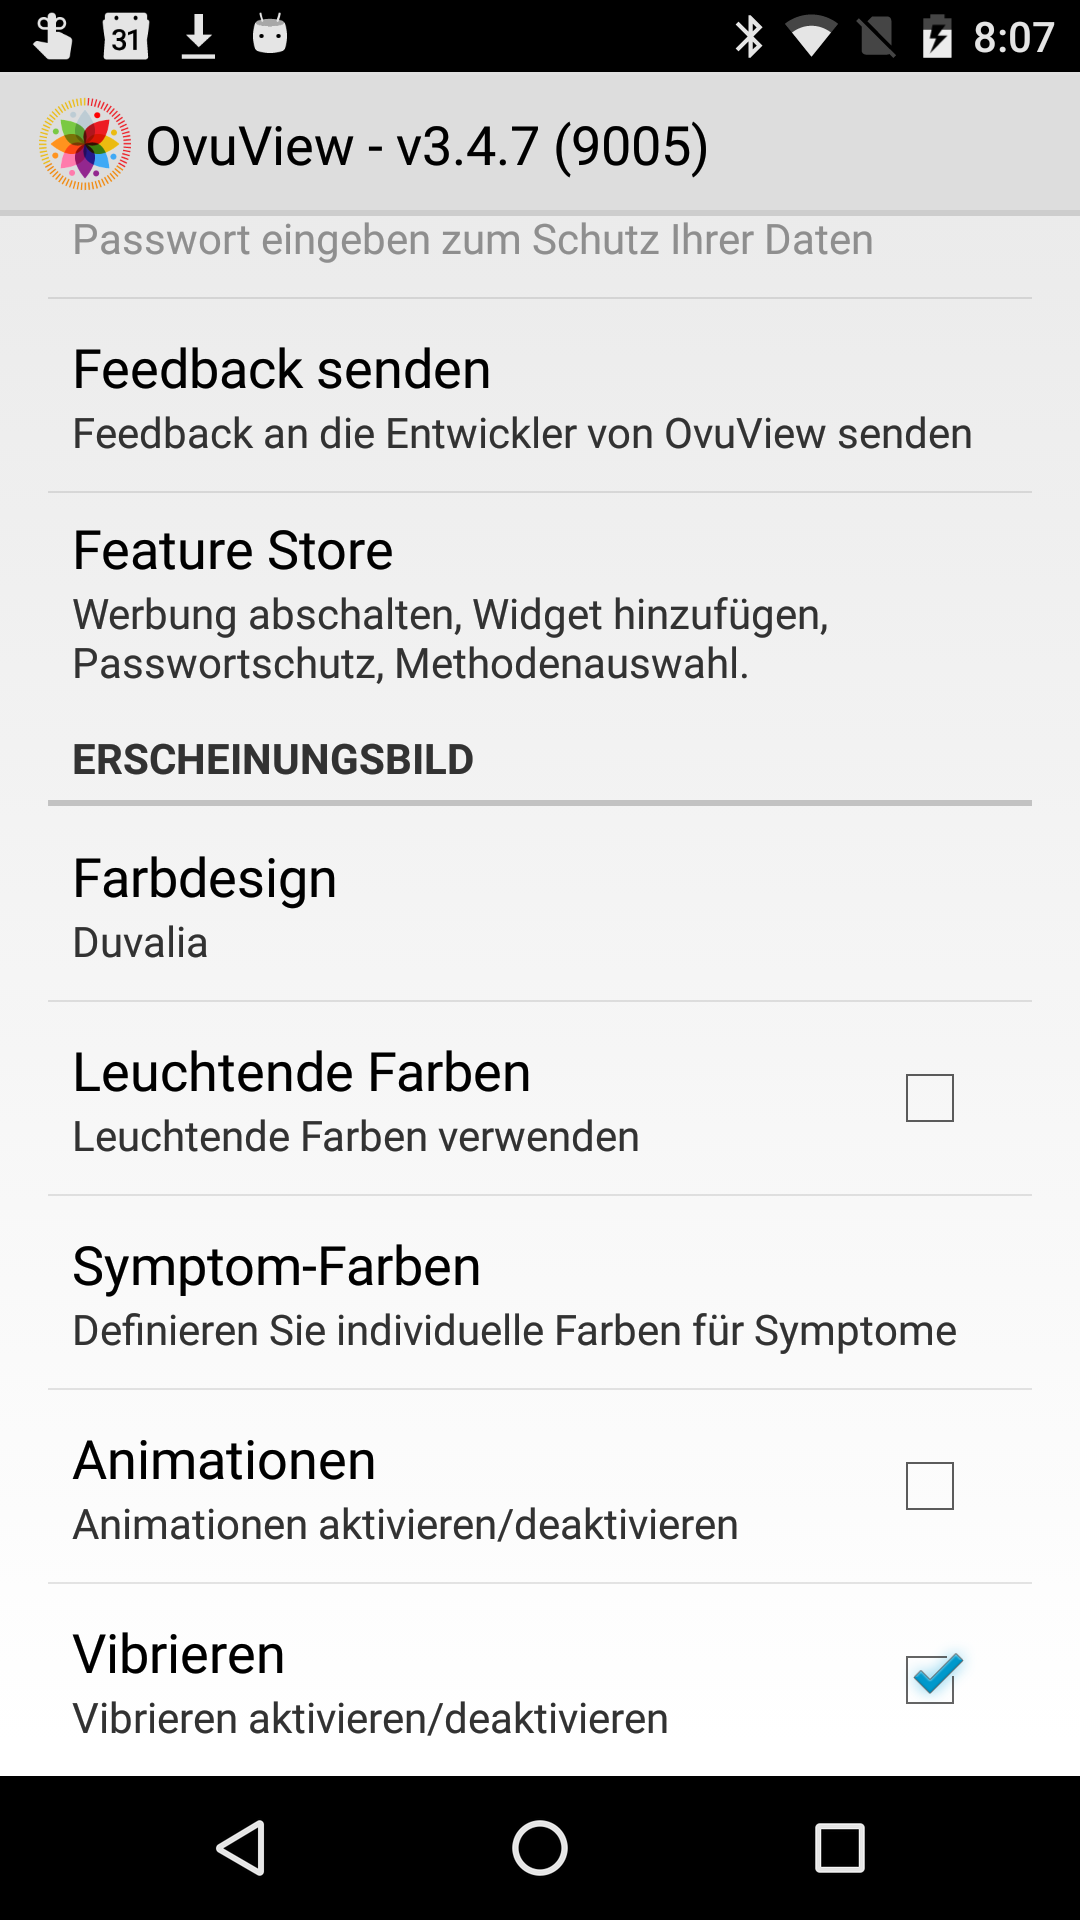 31
8:07
OvuView - v3.4.7 (9005)
Passwort eingeben zum Schutz Ihrer Daten
Feedback senden
Feedback an die Entwickler von OvuView senden
Feature Store
Werbung abschalten, Widget hinzufügen,
Passwortschutz, Methodenauswahl.
ERSCHEINUNGSBILD
Farbdesign
Duvalia
Leuchtende Farben
Leuchtende Farben verwenden
Symptom-Farben
Definieren Sie individuelle Farben für Symptome
Animationen
Animationen aktivieren/deaktivieren
Vibrieren
Vibrieren aktivieren/deaktivieren